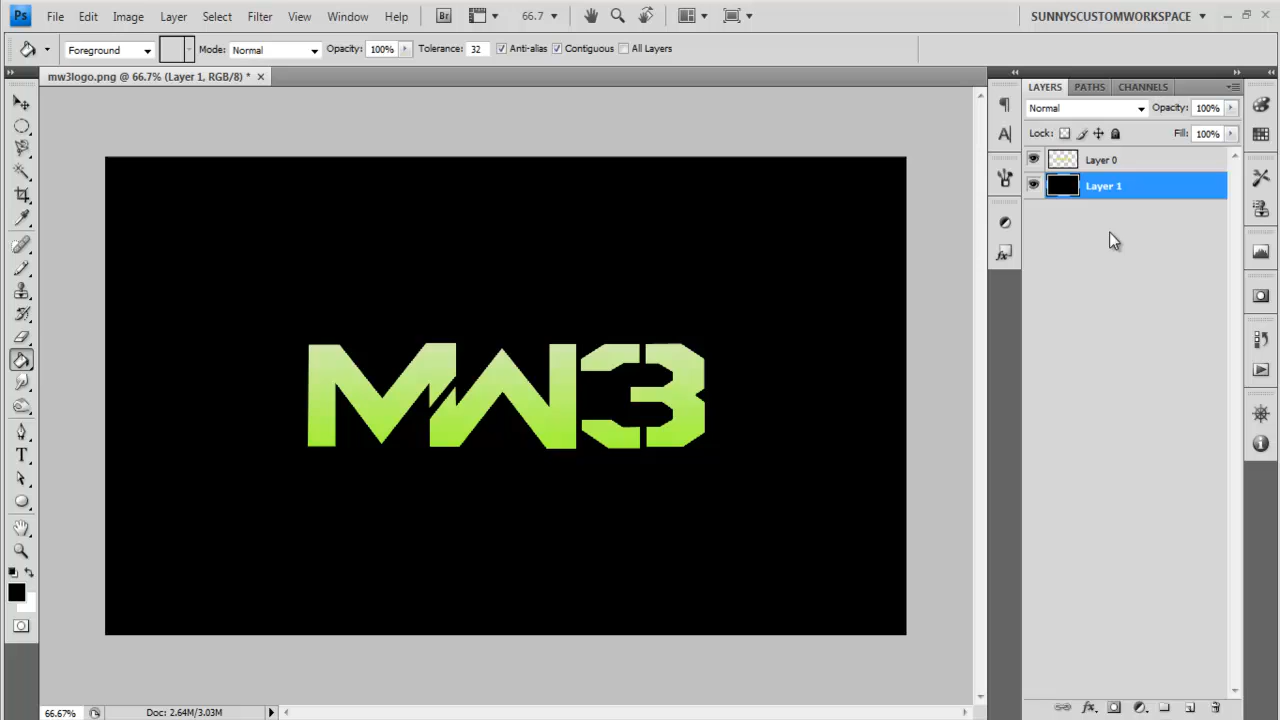 Ps File Edit Image Layer Select Filter View Window Help Br 66.7 SUNNYSCUSTOMWORKSPACE
Foreground Mode: Normal Opacity: 100% Tolerance: 32 Anti-alias Contiguous All Layers
mw3logo.png @ 66.7% (Layer 1, RGB/8) *
LAYERS PATHS CHANNELS
Normal Opacity: 100%
Lock: Fill: 100%
Layer 0
Layer 1
MW3
66.67% Doc: 2.64M/3.03M